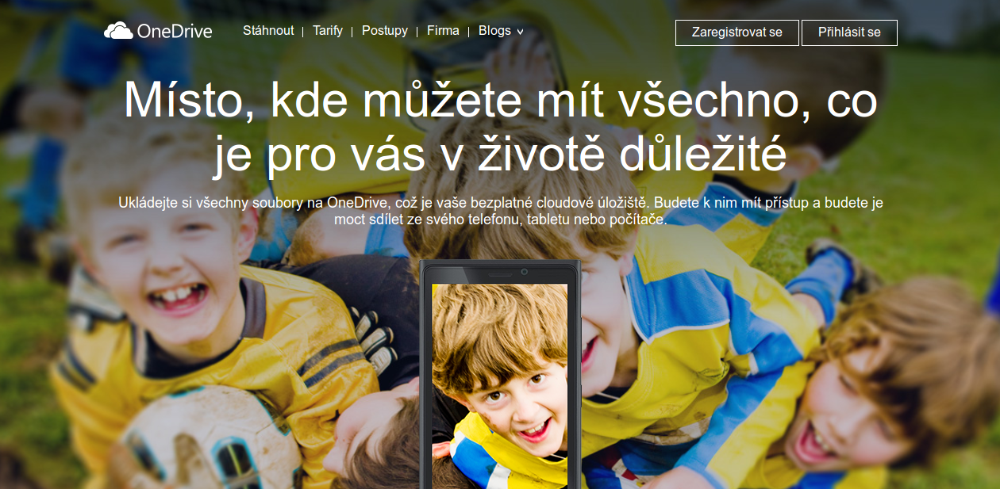 OneDrive Stáhnout | Tarify | Postupy | Firma | Blogs Zaregistrovat se Přihlásit se
Místo, kde můžete mít všechno, co
je pro vás v životě důležité
Ukládejte si všechny soubory na OneDrive, což je vaše bezplatné cloudové úložiště. Budete k nim mít přístup a budete je
moct sdílet ze svého telefonu, tabletu nebo počítače.